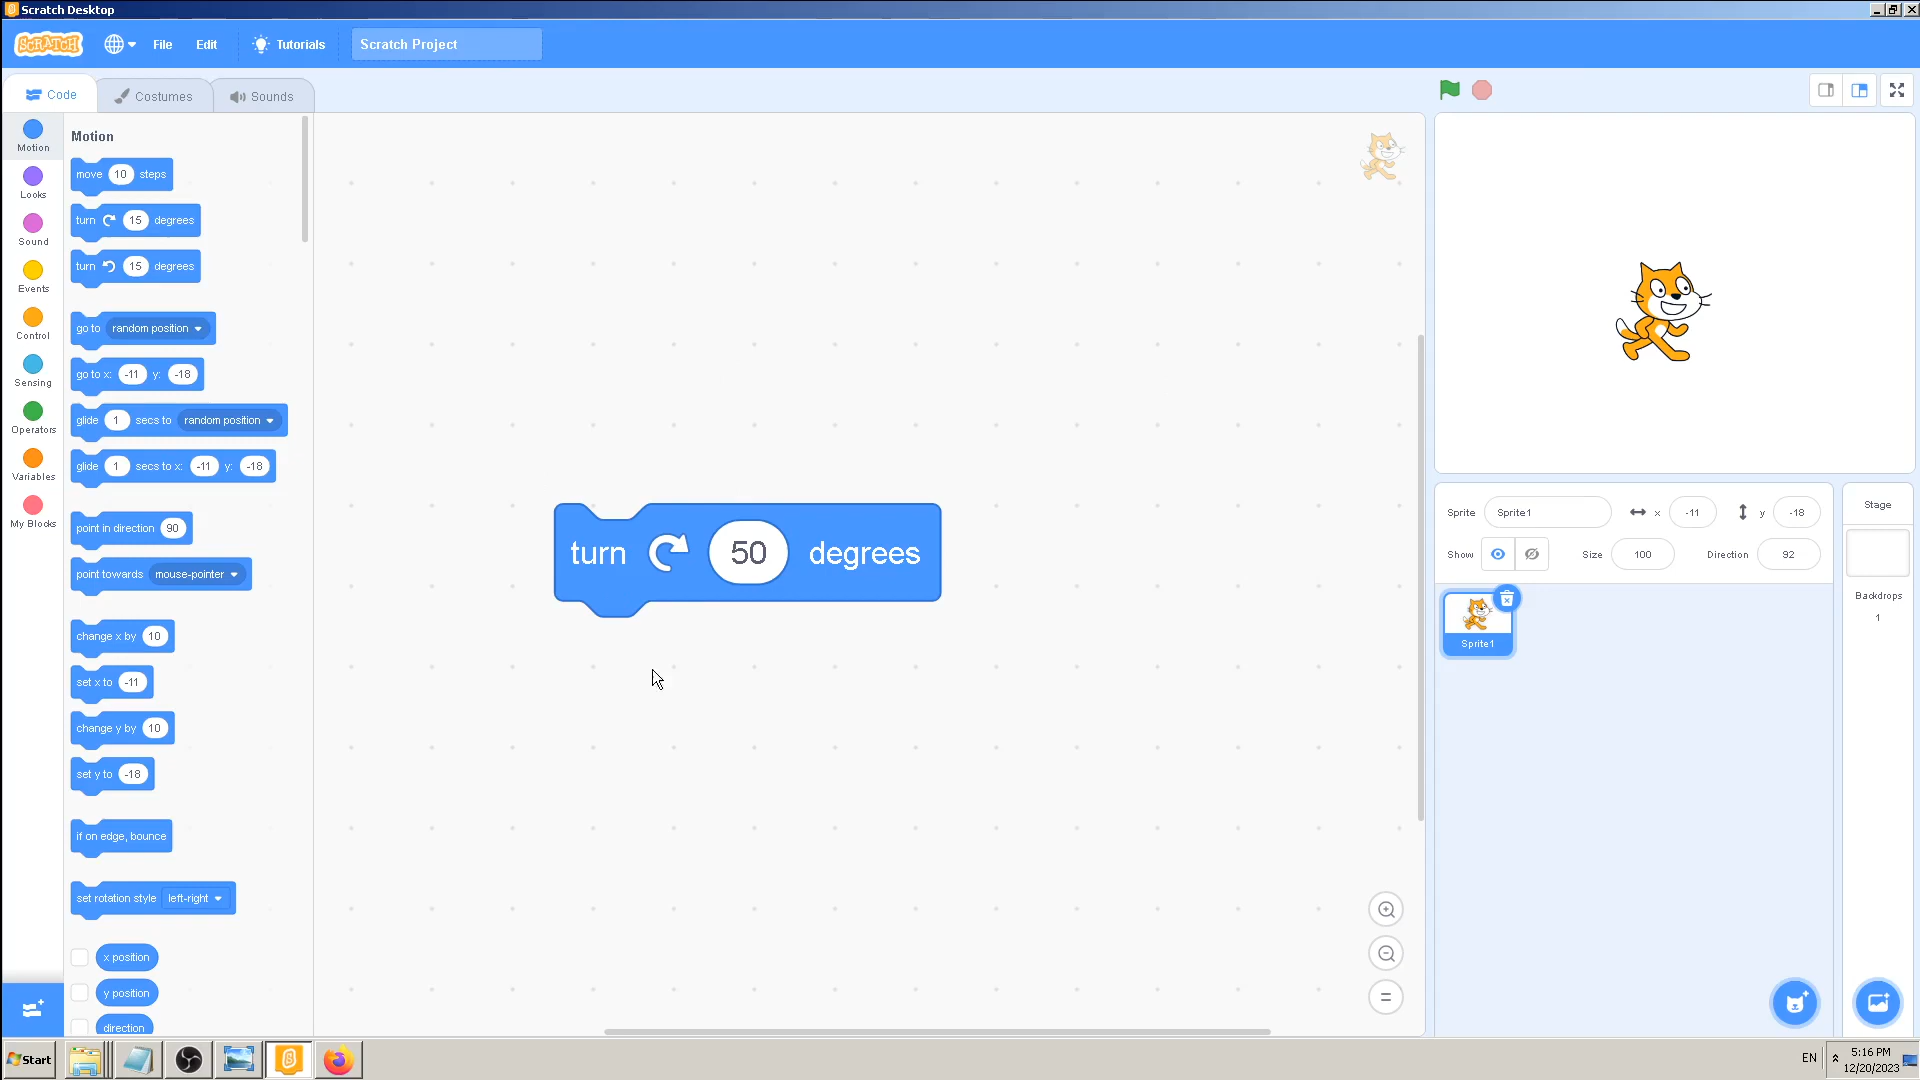 Scratch Desktop
SCRATCH
File
Edit
Tutorials
Scratch Project
Code
Costumes
Sounds
Motion
Looks
Sound
Events
Control
Sensing
Operators
Variables
My Blocks
Motion
move 10 steps
turn 15 degrees
turn 15 degrees
go to random position
go to x: -11 y: -18
glide 1 secs to random position
glide 1 secs to x: -11 y: -18
point in direction 90
point towards mouse-pointer
change x by 10
set x to -11
change y by 10
set y to -18
if on edge, bounce
set rotation style left-right
x position
y position
direction
turn 50 degrees
Sprite Sprite1 x -11 y -18
Show Size 100 Direction 92
Sprite1
Stage
Backdrops
1
Start
EN
5:16 PM
12/20/2023